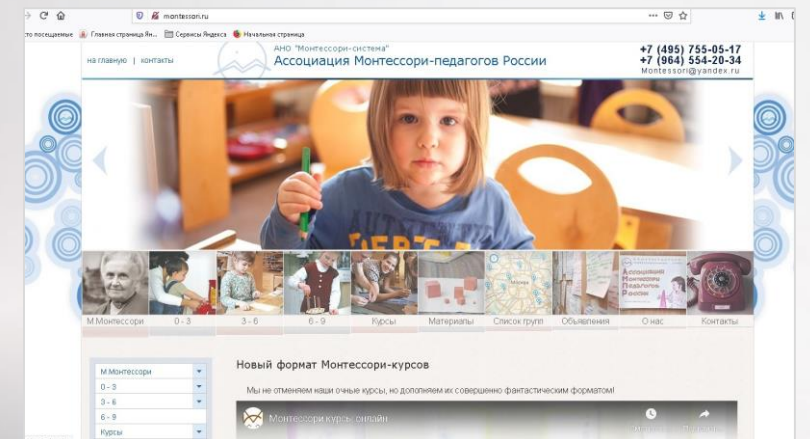 montessori.ru
Главная страница Ян... Сервисы Яндекса Начальная страница
на главную | контакты
АНО "Монтессори-система"
Ассоциация Монтессори-педагогов России
+7 (495) 755-05-17
+7 (964) 554-20-34
Montessori@yandex.ru
М.Монтессори 0 - 3 3 - 6 6 - 9 Курсы Материалы Список групп Объявления О нас Контакты
М.Монтессори
0 - 3
3 - 6
6 - 9
Курсы
Новый формат Монтессори-курсов
Мы не отменяем наши очные курсы, но дополняем их совершенно фантастическим форматом!
Монтессори курсы онлайн